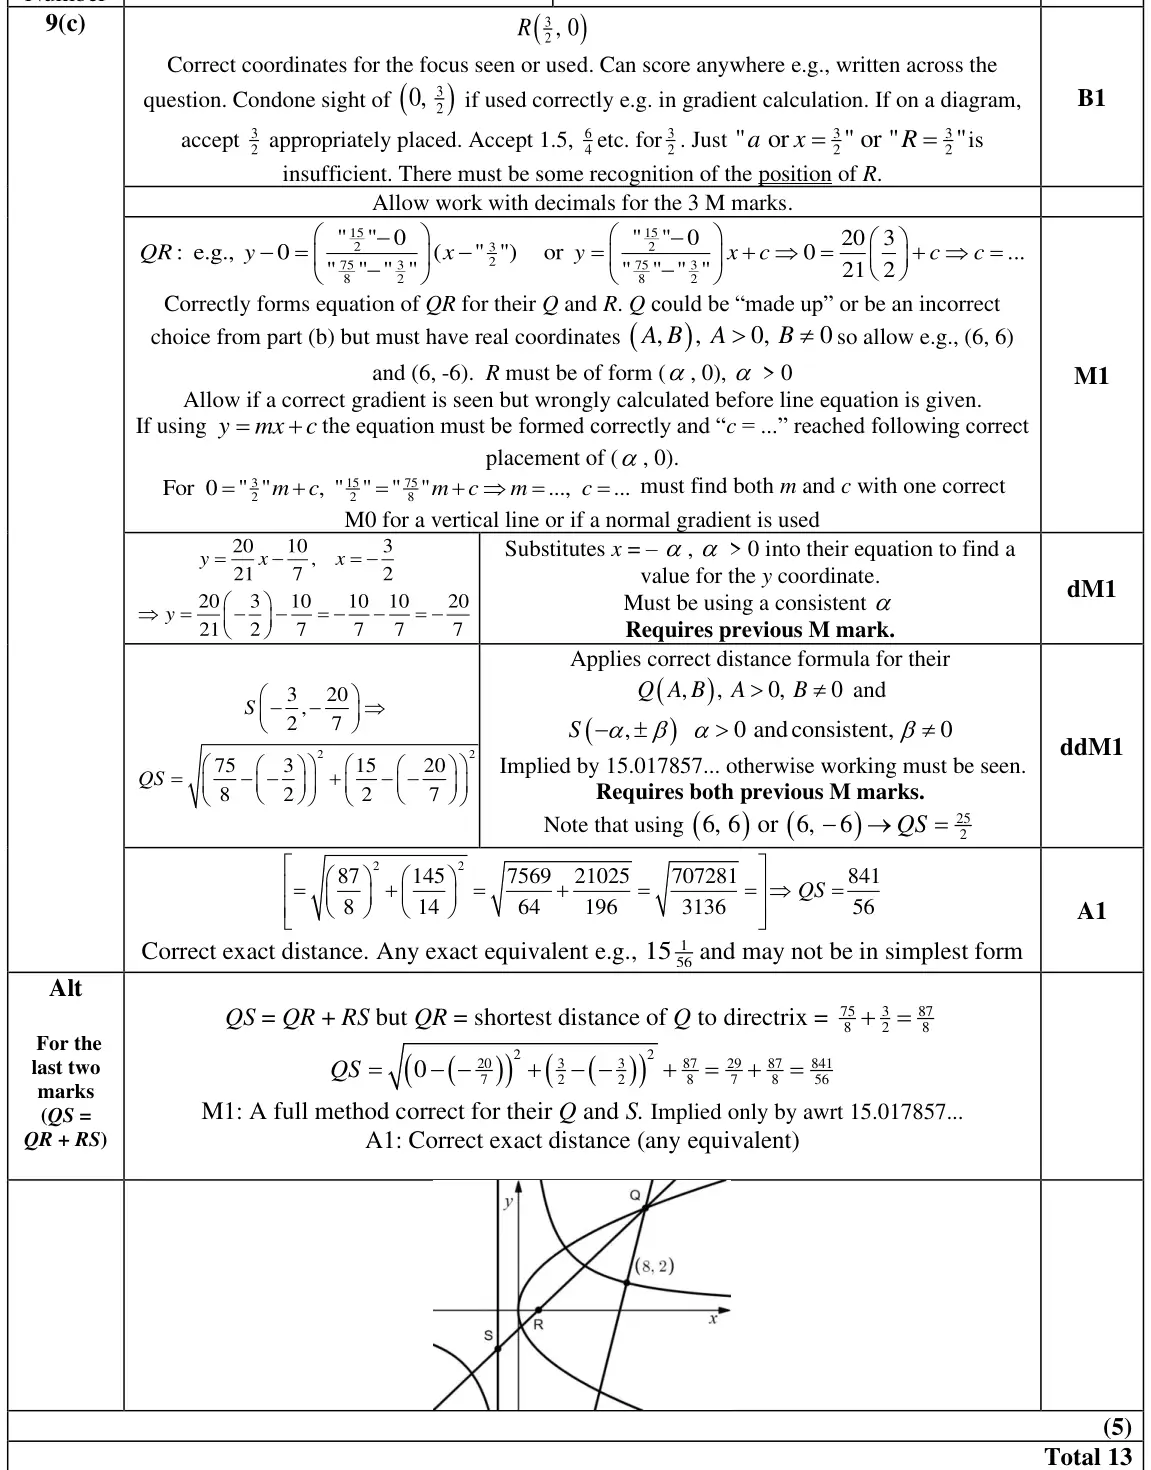 Number
9(c)
R(3/2, 0)
Correct coordinates for the focus seen or used. Can score anywhere e.g., written across the
question. Condone sight of (0, 3/2) if used correctly e.g. in gradient calculation. If on a diagram,
accept 3/2 appropriately placed. Accept 1.5, 6/4 etc. for 3/2 . Just "a or x = 3/2" or "R = 3/2" is
insufficient. There must be some recognition of the position of R.
B1
Allow work with decimals for the 3 M marks.
QR : e.g., y − 0 = (("15/2" − 0)/("75/8" − "3/2"))(x − "3/2") or y = (("15/2" − 0)/("75/8" − "3/2"))x + c ⇒ 0 = 20/21(3/2) + c ⇒ c = ...
Correctly forms equation of QR for their Q and R. Q could be “made up” or be an incorrect
choice from part (b) but must have real coordinates (A, B), A > 0, B ≠ 0 so allow e.g., (6, 6)
and (6, -6). R must be of form (α , 0), α > 0
Allow if a correct gradient is seen but wrongly calculated before line equation is given.
If using y = mx + c the equation must be formed correctly and “c = ...” reached following correct
placement of (α , 0).
For 0 = "3/2"m + c, "15/2" = "75/8"m + c ⇒ m = ..., c = ... must find both m and c with one correct
M0 for a vertical line or if a normal gradient is used
M1
y = 20/21 x − 10/7, x = −3/2
⇒ y = 20/21(−3/2) − 10/7 = −10/7 − 10/7 = −20/7
Substitutes x = – α , α > 0 into their equation to find a
value for the y coordinate.
Must be using a consistent α
Requires previous M mark.
dM1
S(−3/2, −20/7) ⇒
QS = √((75/8 − (−3/2))² + (15/2 − (−20/7))²)
Applies correct distance formula for their
Q(A, B), A > 0, B ≠ 0 and
S(−α, ± β) α > 0 and consistent, β ≠ 0
Implied by 15.017857... otherwise working must be seen.
Requires both previous M marks.
Note that using (6, 6) or (6, − 6) → QS = 25/2
ddM1
[= √((87/8)² + (145/14)²) = √(7569/64 + 21025/196) = √(707281/3136) =] ⇒ QS = 841/56
Correct exact distance. Any exact equivalent e.g., 15 1/56 and may not be in simplest form
A1
Alt
For the
last two
marks
(QS =
QR + RS)
QS = QR + RS but QR = shortest distance of Q to directrix = 75/8 + 3/2 = 87/8
QS = √((0 − (−20/7))² + (3/2 − (−3/2))²) + 87/8 = 29/7 + 87/8 = 841/56
M1: A full method correct for their Q and S. Implied only by awrt 15.017857...
A1: Correct exact distance (any equivalent)
y
Q
(8, 2)
x
R
S
(5)
Total 13